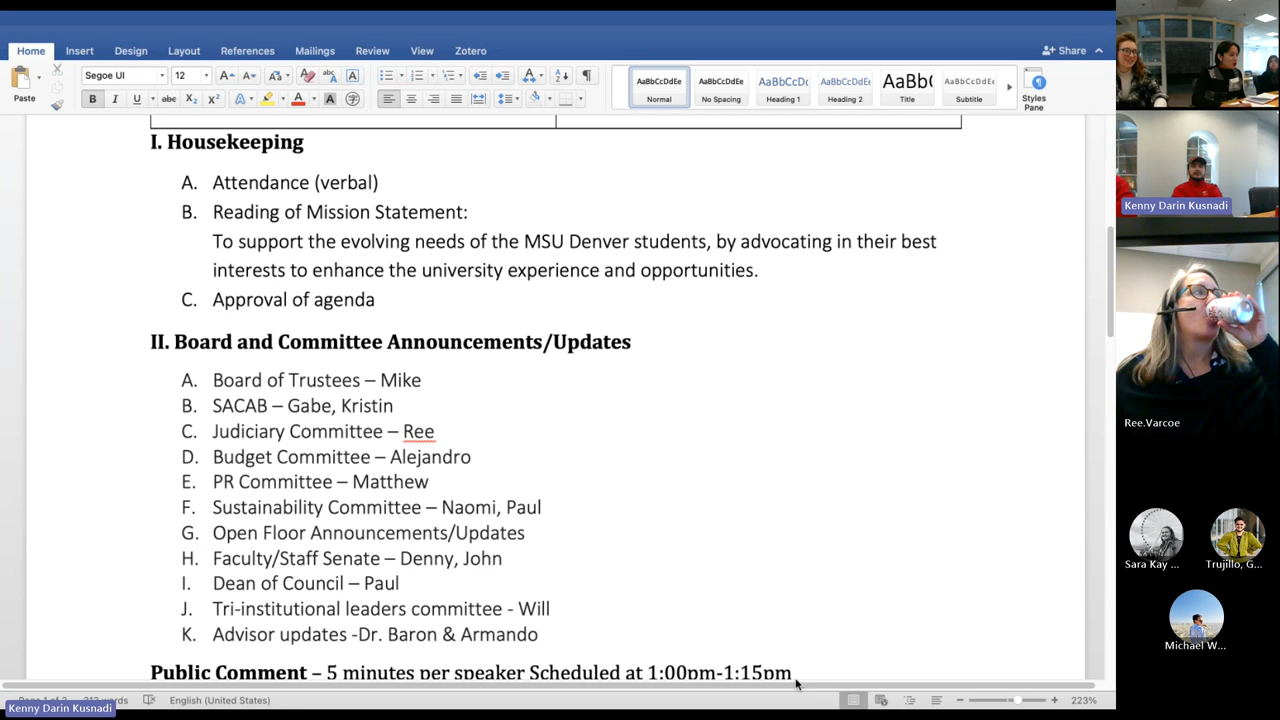 Home Insert Design Layout References Mailings Review View Zotero
Share
Paste
Segoe UI 12
AaBbCcDdEe AaBbCcDdEe AaBbCcDc AaBbCcDdEe AaBb( AaBbCcDdEe
Normal No Spacing Heading 1 Heading 2 Title Subtitle
Styles
Pane
I. Housekeeping
A. Attendance (verbal)
B. Reading of Mission Statement:
To support the evolving needs of the MSU Denver students, by advocating in their best
interests to enhance the university experience and opportunities.
C. Approval of agenda
II. Board and Committee Announcements/Updates
A. Board of Trustees – Mike
B. SACAB – Gabe, Kristin
C. Judiciary Committee – Ree
D. Budget Committee – Alejandro
E. PR Committee – Matthew
F. Sustainability Committee – Naomi, Paul
G. Open Floor Announcements/Updates
H. Faculty/Staff Senate – Denny, John
I. Dean of Council – Paul
J. Tri-institutional leaders committee - Will
K. Advisor updates -Dr. Baron & Armando
Public Comment – 5 minutes per speaker Scheduled at 1:00pm-1:15pm
English (United States)
223%
Kenny Darin Kusnadi
Kenny Darin Kusnadi
Ree.Varcoe
Sara Kay ...
Trujillo, G...
Michael W...